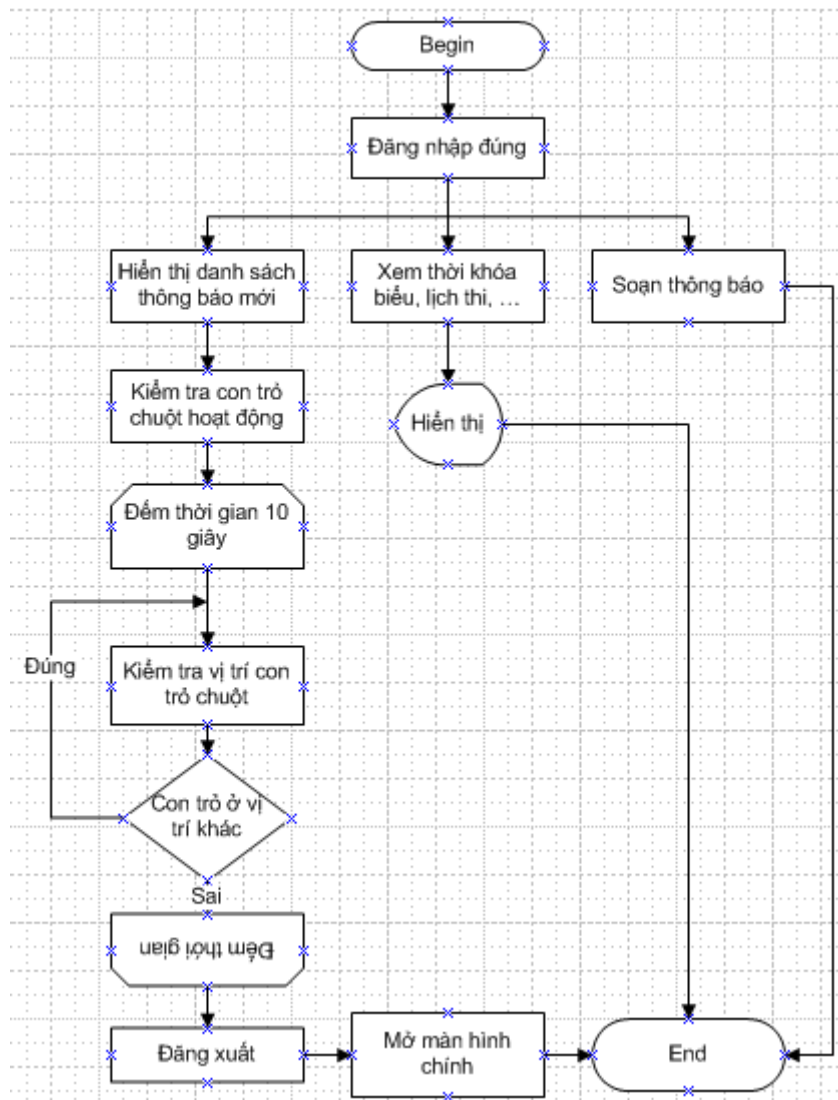 Begin
Đăng nhập đúng
Hiển thị danh sách
thông báo mới
Xem thời khóa
biểu, lịch thi, ...
Soạn thông báo
Kiểm tra con trỏ
chuột hoạt động
Hiển thị
Đếm thời gian 10
giây
Đúng
Kiểm tra vị trí con
trỏ chuột
Con trỏ ở vị
trí khác
Sai
Đếm thời gian
Đăng xuất
Mở màn hình
chính
End